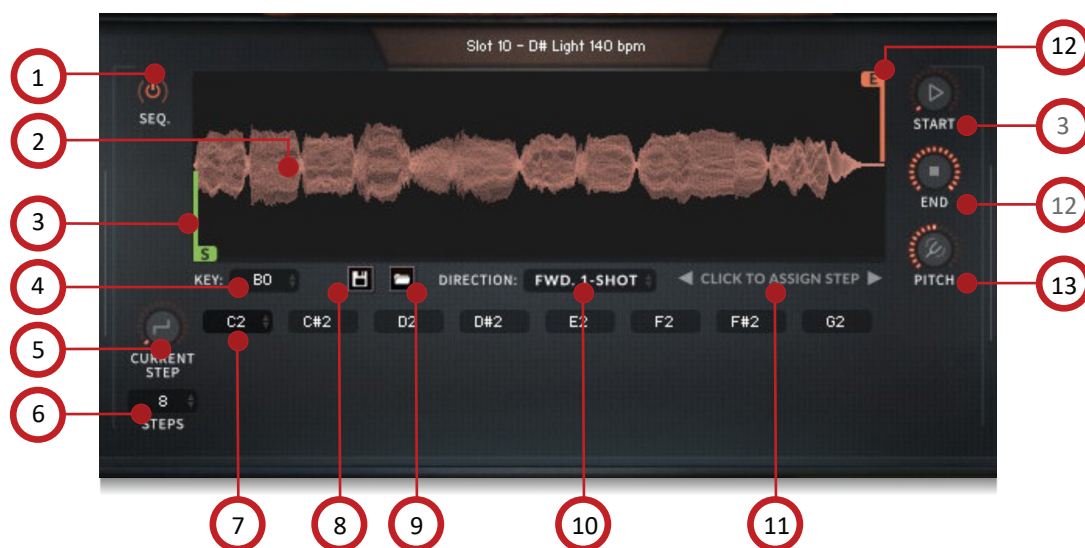 Slot 10 - D# Light 140 bpm
12
1
E
SEQ.
START
3
2
END
12
3
S
KEY: B0 DIRECTION: FWD. 1-SHOT ◀ CLICK TO ASSIGN STEP ▶ PITCH
4
13
C2 C#2 D2 D#2 E2 F2 F#2 G2
5
CURRENT
STEP
8
6
STEPS
7 8 9 10 11